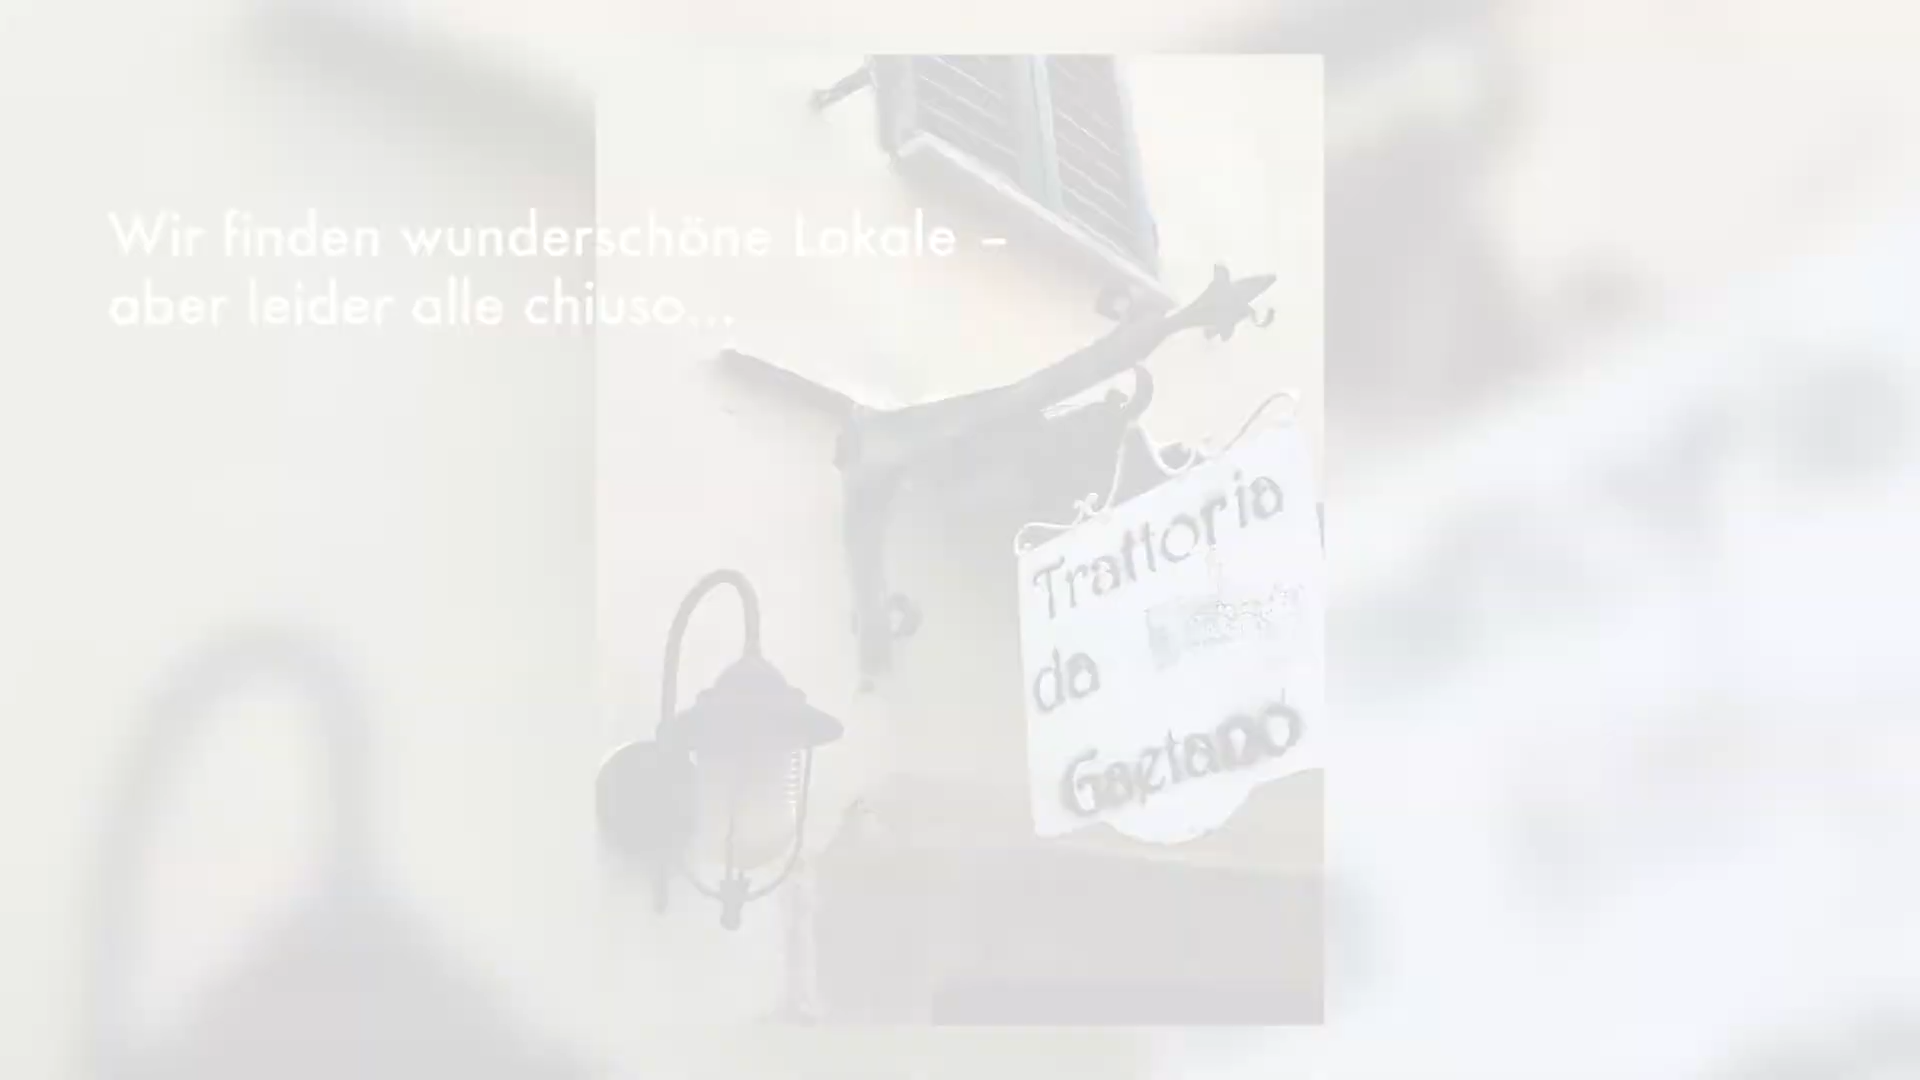 Wir finden wunderschöne Lokale –
aber leider alle chiuso...
Trattoria
da
Gaetano